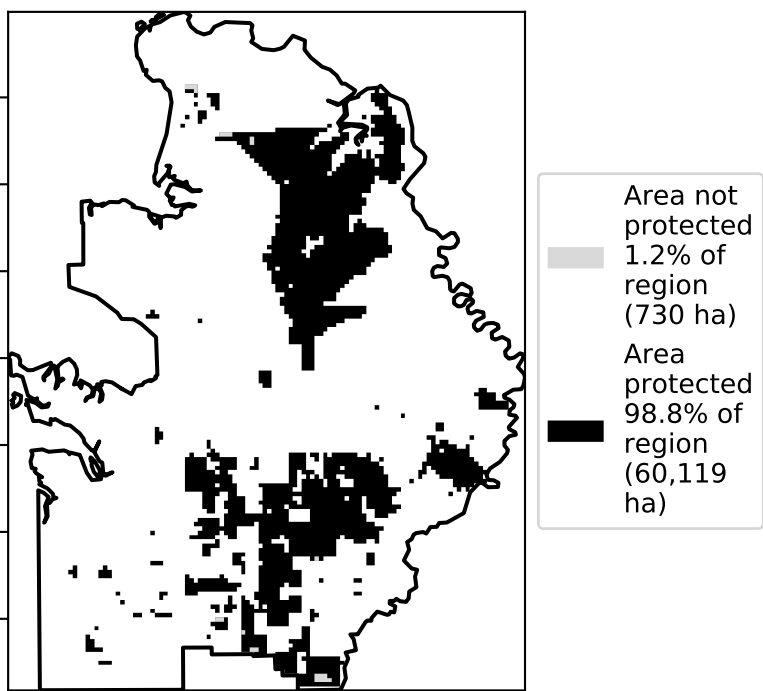 Area not
protected
1.2% of
region
(730 ha)
Area
protected
98.8% of
region
(60,119
ha)